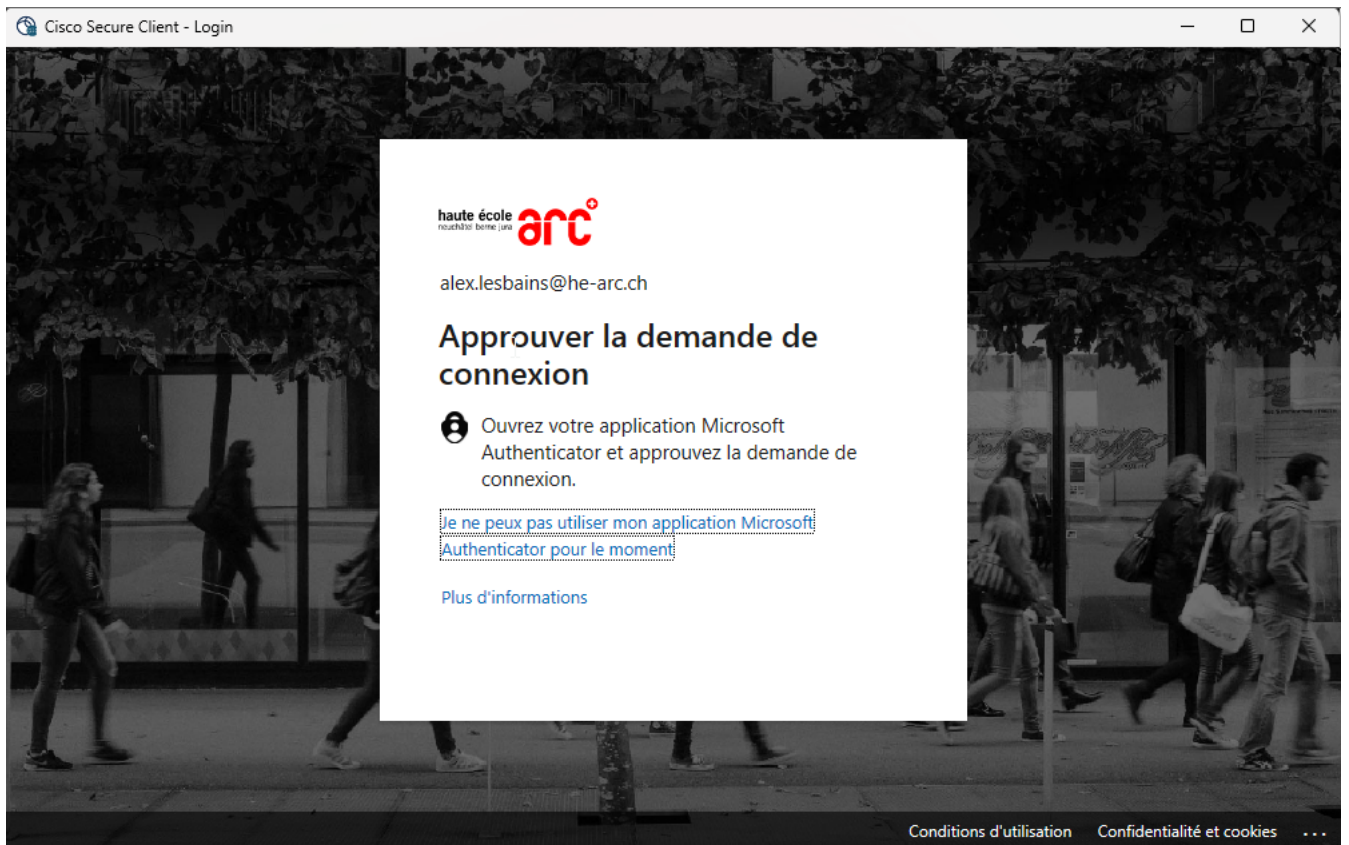 Cisco Secure Client - Login
haute école arc
neuchâtel berne jura
alex.lesbains@he-arc.ch
Approuver la demande de
connexion
Ouvrez votre application Microsoft
Authenticator et approuvez la demande de
connexion.
Je ne peux pas utiliser mon application Microsoft
Authenticator pour le moment
Plus d'informations
Conditions d'utilisation Confidentialité et cookies ...